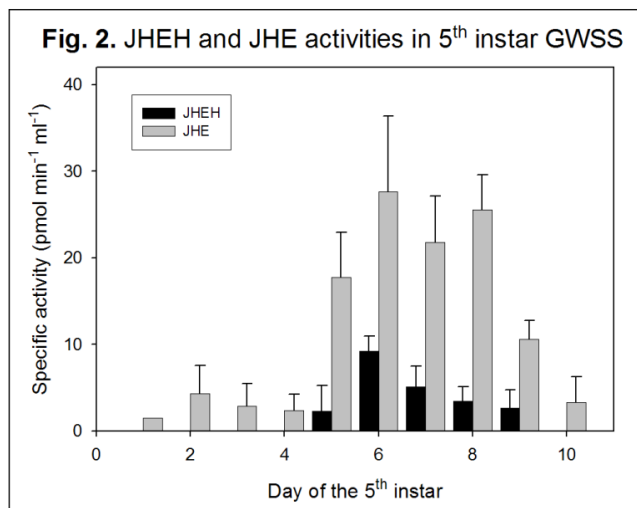 Fig. 2. JHEH and JHE activities in 5th instar GWSS
40
30
20
10
0
JHEH
JHE
Specific activity (pmol min-1 ml-1)
0 2 4 6 8 10
Day of the 5th instar